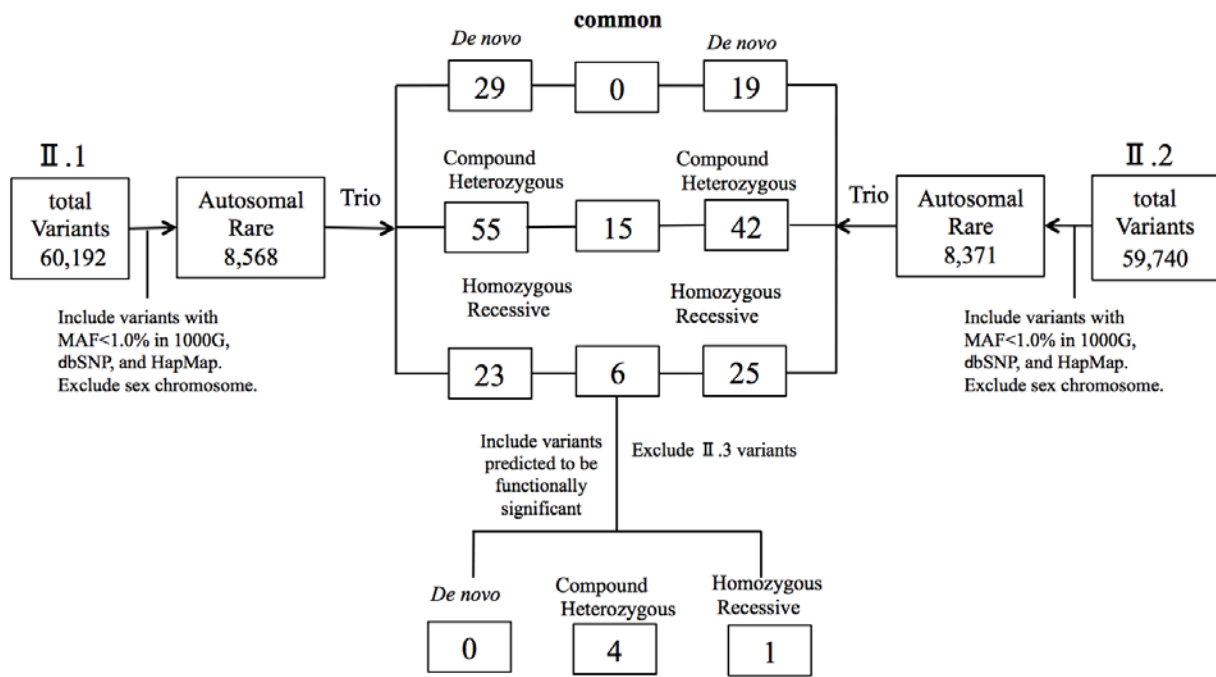 common
De novo
De novo
29
0
19
Ⅱ.1
total
Variants
60,192
Autosomal
Rare
8,568
Trio
Compound
Heterozygous
Compound
Heterozygous
55
15
42
Trio
Autosomal
Rare
8,371
Ⅱ.2
total
Variants
59,740
Include variants with
MAF<1.0% in 1000G,
dbSNP, and HapMap.
Exclude sex chromosome.
Homozygous
Recessive
Homozygous
Recessive
23
6
25
Include variants with
MAF<1.0% in 1000G,
dbSNP, and HapMap.
Exclude sex chromosome.
Include variants
predicted to be
functionally
significant
Exclude Ⅱ.3 variants
De novo
0
Compound
Heterozygous
4
Homozygous
Recessive
1